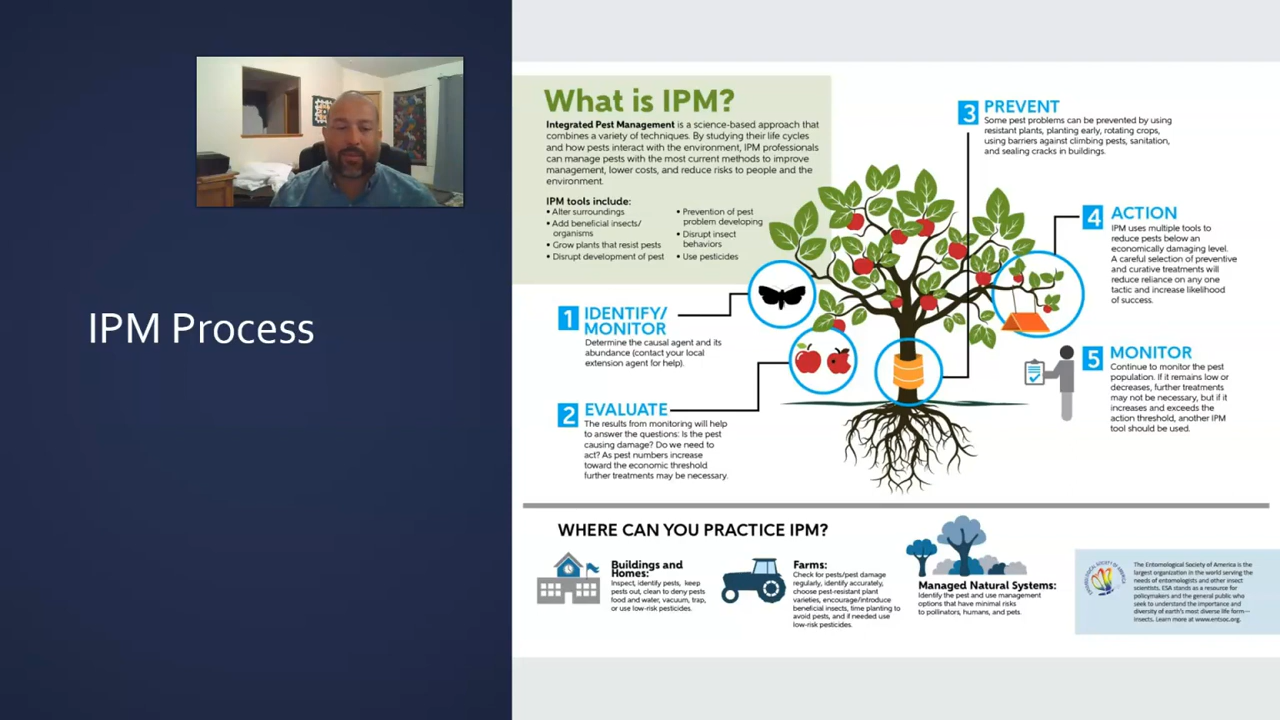 IPM Process
What is IPM?
Integrated Pest Management is a science-based approach that
combines a variety of techniques. By studying their life cycles
and how pests interact with the environment, IPM professionals
can manage pests with the most current methods to improve
management, lower costs, and reduce risks to people and the
environment.
IPM tools include:
• Alter surroundings
• Add beneficial insects/
organisms
• Grow plants that resist pests
• Disrupt development of pest
• Prevention of pest
problem developing
• Disrupt insect
behaviors
• Use pesticides
1 IDENTIFY/
MONITOR
Determine the causal agent and its
abundance (contact your local
extension agent for help).
2 EVALUATE
The results from monitoring will help
to answer the questions: Is the pest
causing damage? Do we need to
act? As pest numbers increase
toward the economic threshold
further treatments may be necessary.
3 PREVENT
Some pest problems can be prevented by using
resistant plants, planting early, rotating crops,
using barriers against climbing pests, sanitation,
and sealing cracks in buildings.
4 ACTION
IPM uses multiple tools to
reduce pests below an
economically damaging level.
A careful selection of preventive
and curative treatments will
reduce reliance on any one
tactic and increase likelihood
of success.
5 MONITOR
Continue to monitor the pest
population. If it remains low or
decreases, further treatments
may not be necessary, but if it
increases and exceeds the
action threshold, another IPM
tool should be used.
WHERE CAN YOU PRACTICE IPM?
Buildings and
Homes:
Inspect, identify pests, keep
pests out, clean to deny pests
food and water, vacuum, trap,
or use low-risk pesticides.
Farms:
Check for pests/pest damage
regularly, identify accurately,
choose pest-resistant plant
varieties, encourage/introduce
beneficial insects, time planting to
avoid pests, and if needed use
low-risk pesticides.
Managed Natural Systems:
Identify the pest and use management
options that have minimal risks
to pollinators, humans, and pets.
The Entomological Society of America is the
largest organization in the world serving the
needs of entomologists and other insect
scientists. ESA stands as a resource for
policymakers and the general public who
seek to understand the importance and
diversity of earth's most diverse life form—
insects. Learn more at www.entsoc.org.